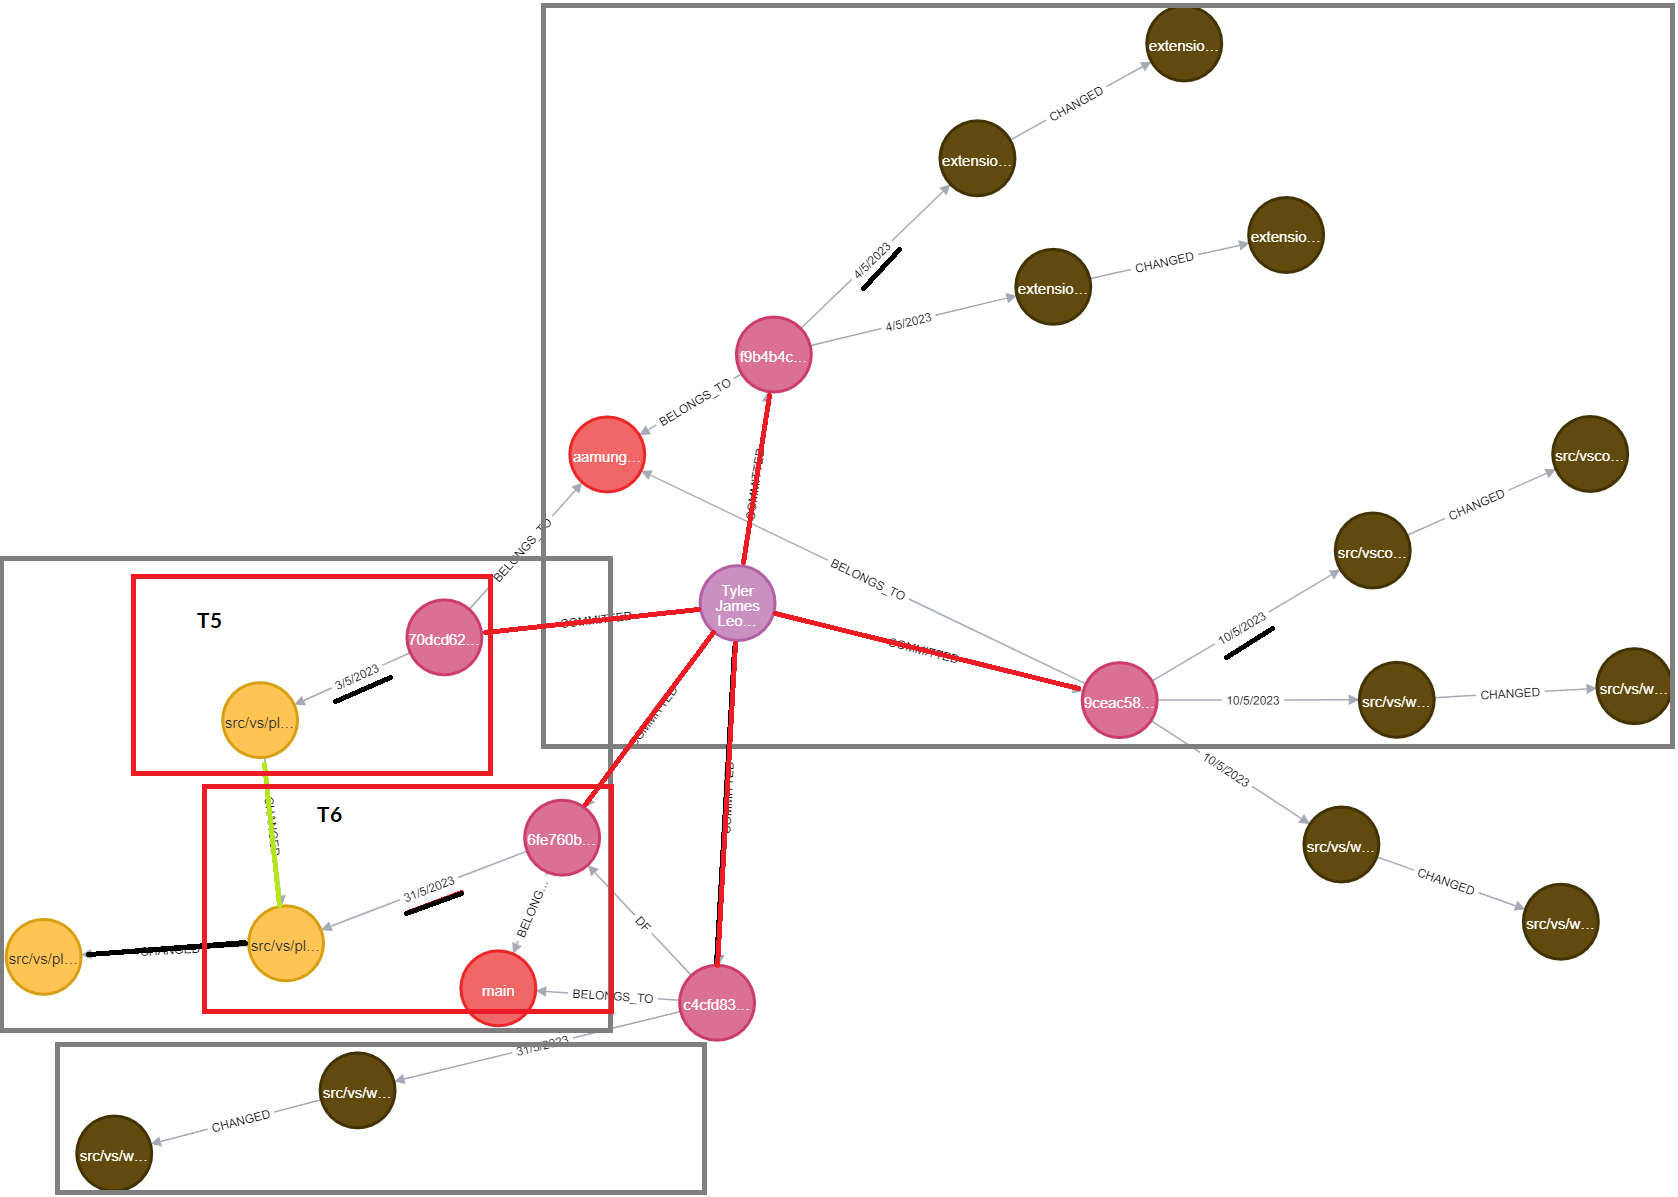 extensio...
CHANGED
extensio...
4/5/2023
extensio...
CHANGED
extensio...
4/5/2023
f9b4b4c...
BELONGS_TO
aamung...
COMMITTED
src/vsco...
CHANGED
src/vsco...
BELONGS_TO
BELONGS_TO
Tyler
James
Leo...
T5
70dcd62...
COMMITTED
COMMITTED
10/5/2023
3/5/2023
src/vs/pl...
9ceac58...
10/5/2023
src/vs/w...
CHANGED
src/vs/w...
COMMITTED
10/5/2023
COMMITTED
CHANGED
T6
6fe760b...
src/vs/w...
CHANGED
src/vs/w...
31/5/2023
BELONG...
DF
src/vs/pl...
CHANGED
src/vs/pl...
main
BELONGS_TO
c4cfd83...
31/5/2023
src/vs/w...
CHANGED
src/vs/w...